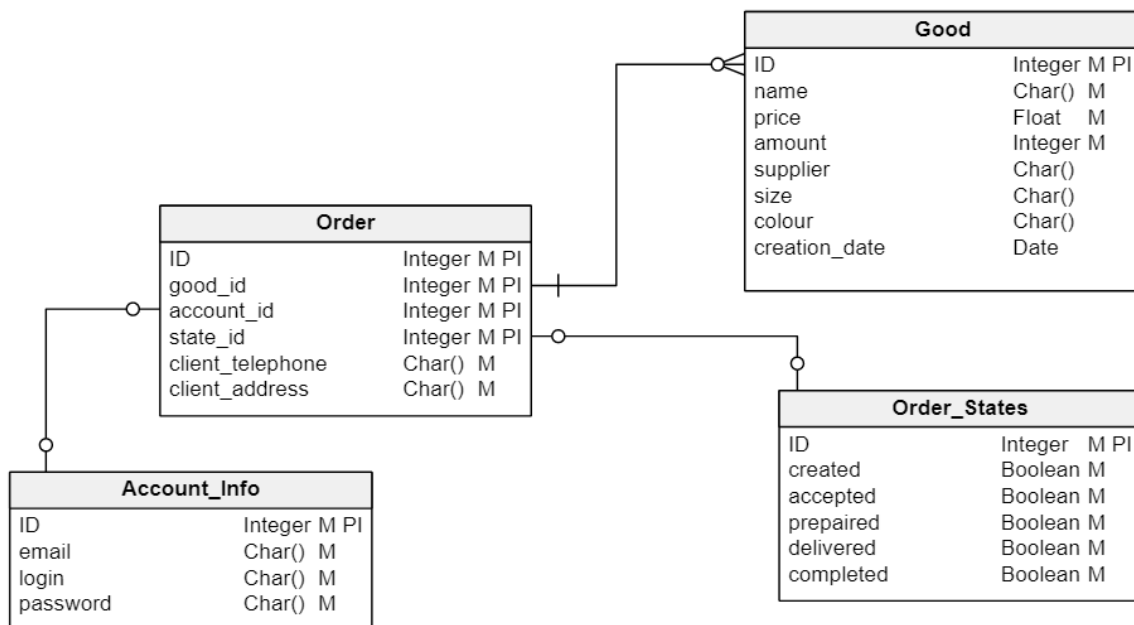 Good
ID Integer M PI
name Char() M
price Float M
amount Integer M
supplier Char()
size Char()
colour Char()
creation_date Date
Order
ID Integer M PI
good_id Integer M PI
account_id Integer M PI
state_id Integer M PI
client_telephone Char() M
client_address Char() M
Order_States
ID Integer M PI
created Boolean M
accepted Boolean M
prepaired Boolean M
delivered Boolean M
completed Boolean M
Account_Info
ID Integer M PI
email Char() M
login Char() M
password Char() M